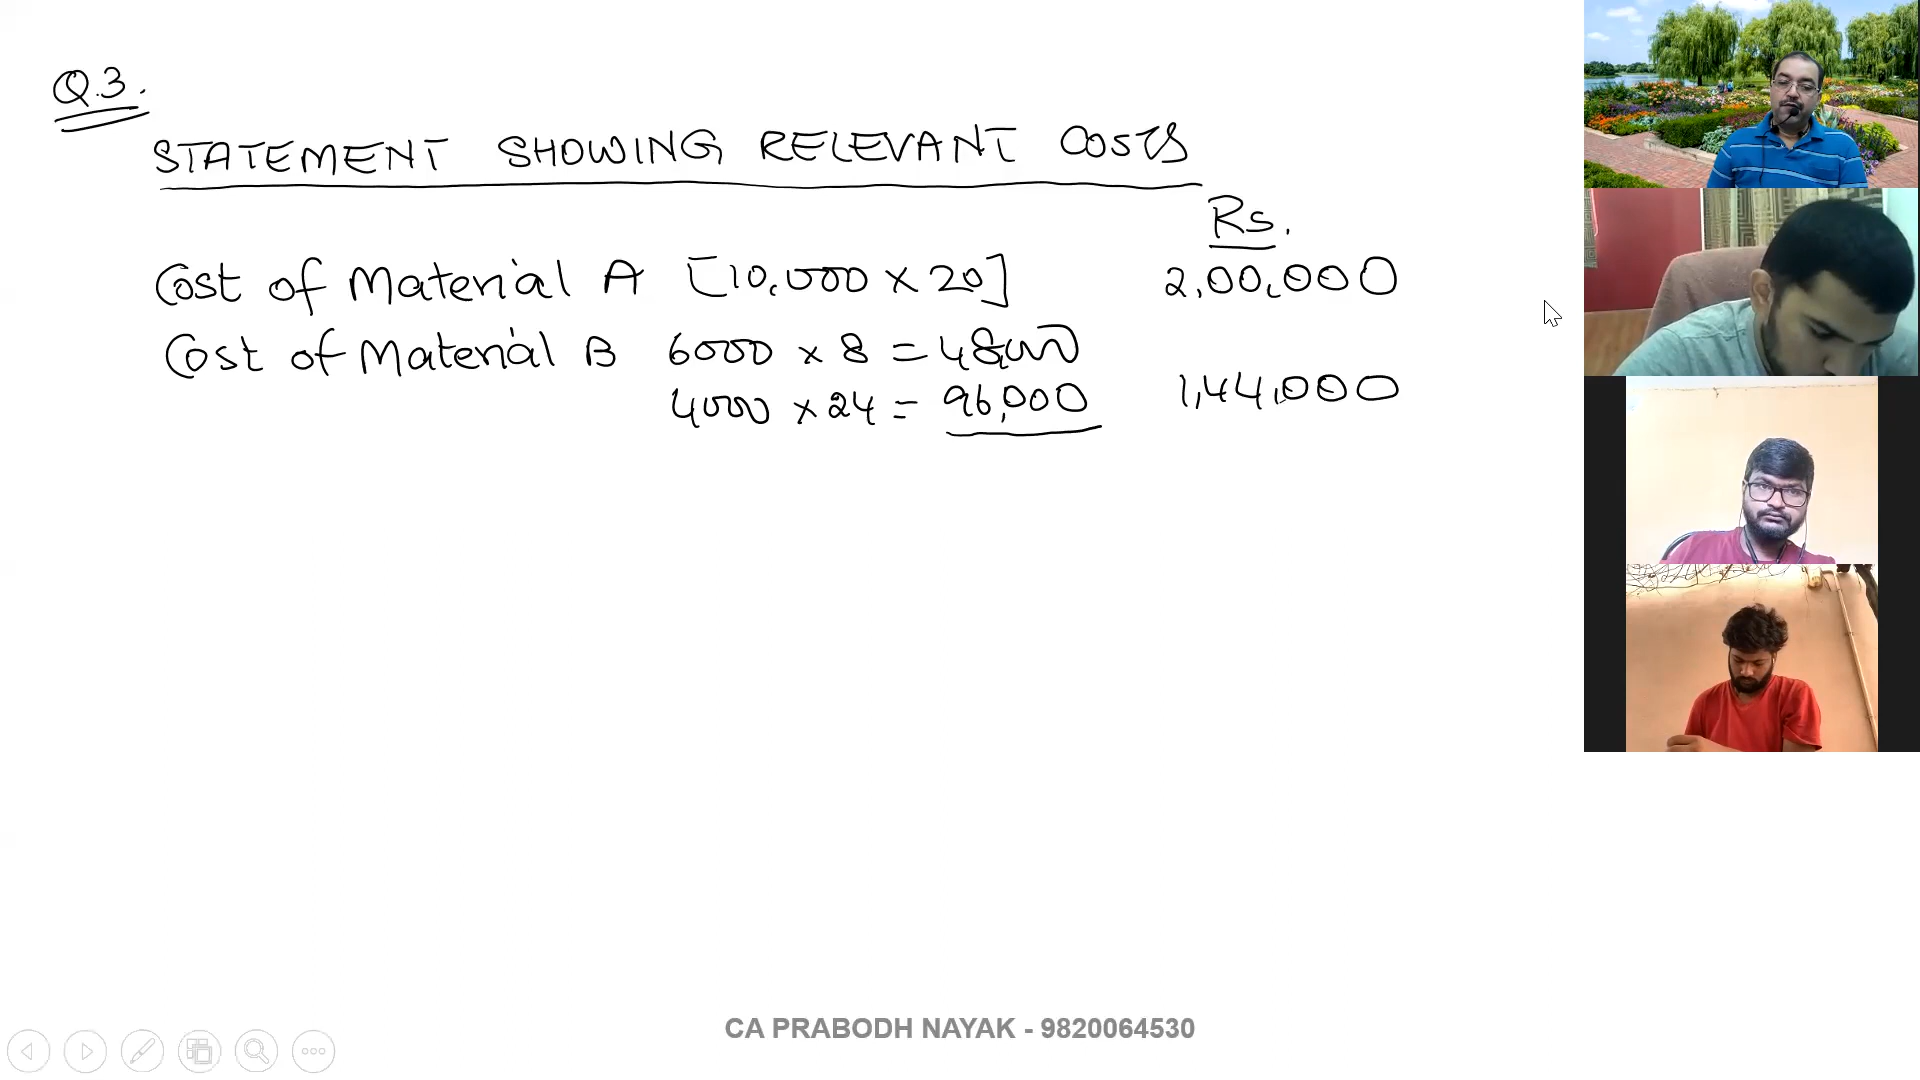 Q.3.
STATEMENT SHOWING RELEVANT COSTS
Rs.
Cost of Material A [10,000 × 20] 2,00,000
Cost of Material B 6000 × 8 = 48,000
4000 × 24 = 96,000 1,44,000
CA PRABODH NAYAK - 9820064530